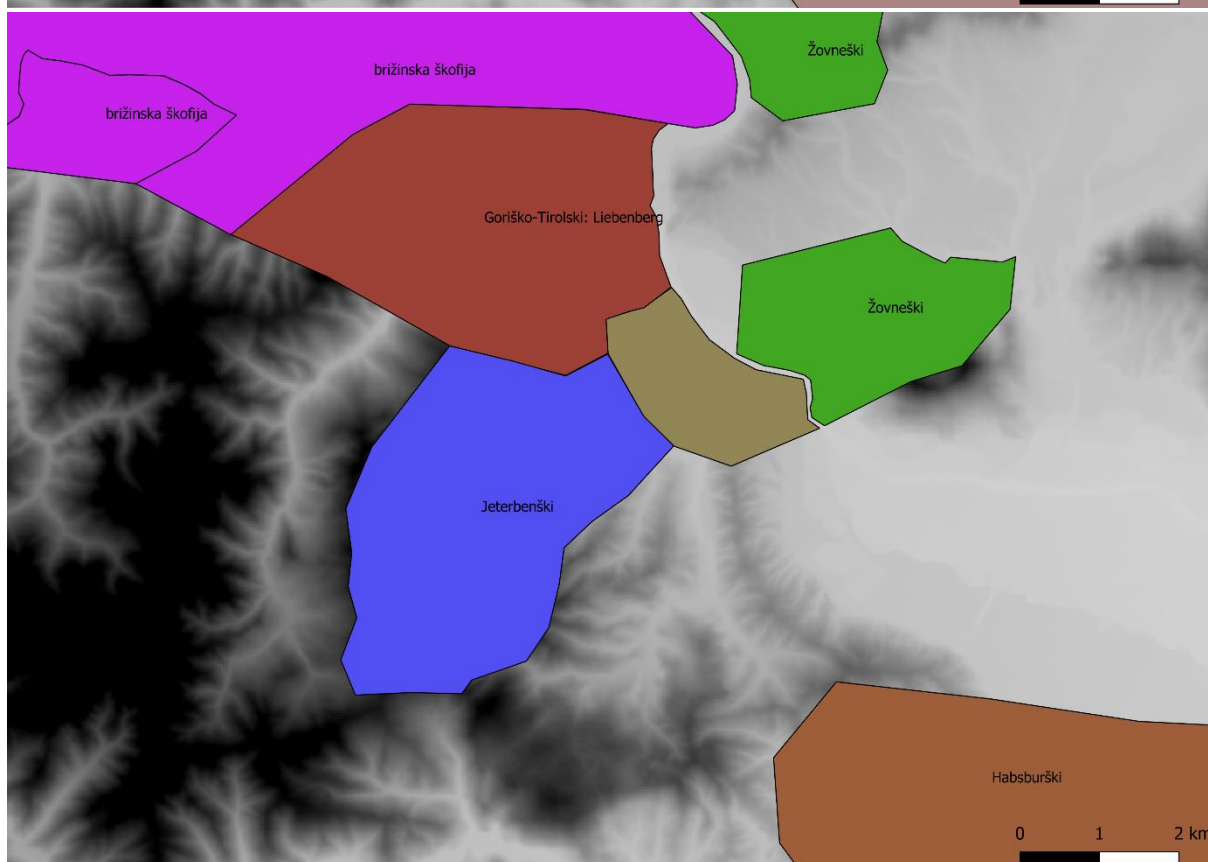 Žovneški
brižinska škofija
brižinska škofija
Goriško-Tirolski: Liebenberg
Žovneški
Jeterbenški
Habsburški
0 1 2 km